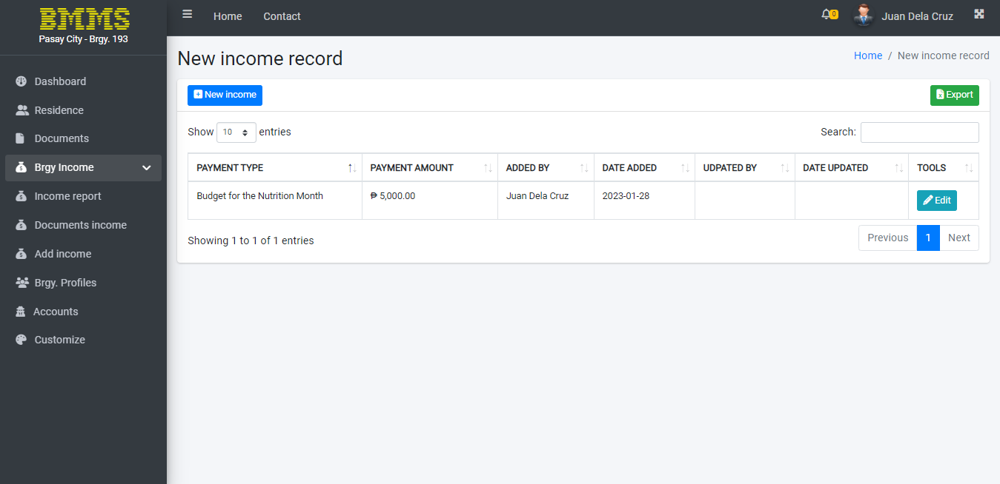 BMMS
Pasay City - Brgy. 193
Dashboard
Residence
Documents
Brgy Income
Income report
Documents income
Add income
Brgy. Profiles
Accounts
Customize
Home Contact 0 Juan Dela Cruz
New income record
Home / New income record
New income Export
Show 10 entries Search:
PAYMENT TYPE PAYMENT AMOUNT ADDED BY DATE ADDED UDPATED BY DATE UPDATED TOOLS
Budget for the Nutrition Month ₱ 5,000.00 Juan Dela Cruz 2023-01-28 Edit
Showing 1 to 1 of 1 entries Previous 1 Next